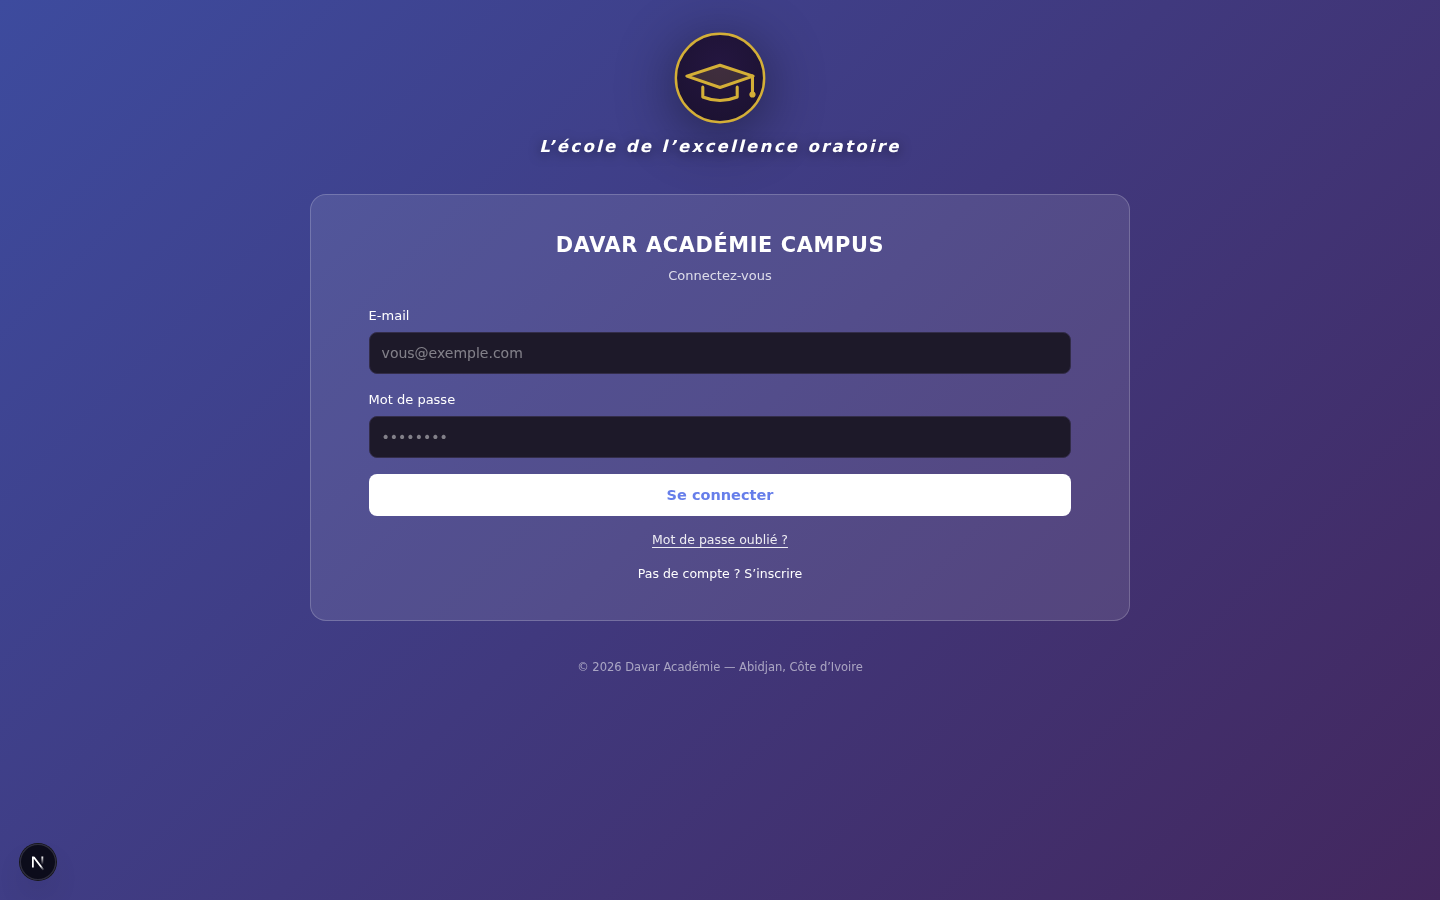 L’école de l’excellence oratoire
DAVAR ACADÉMIE CAMPUS
Connectez-vous
E-mail
vous@exemple.com
Mot de passe
••••••••
Se connecter
Mot de passe oublié ?
Pas de compte ? S’inscrire
© 2026 Davar Académie — Abidjan, Côte d’Ivoire
N